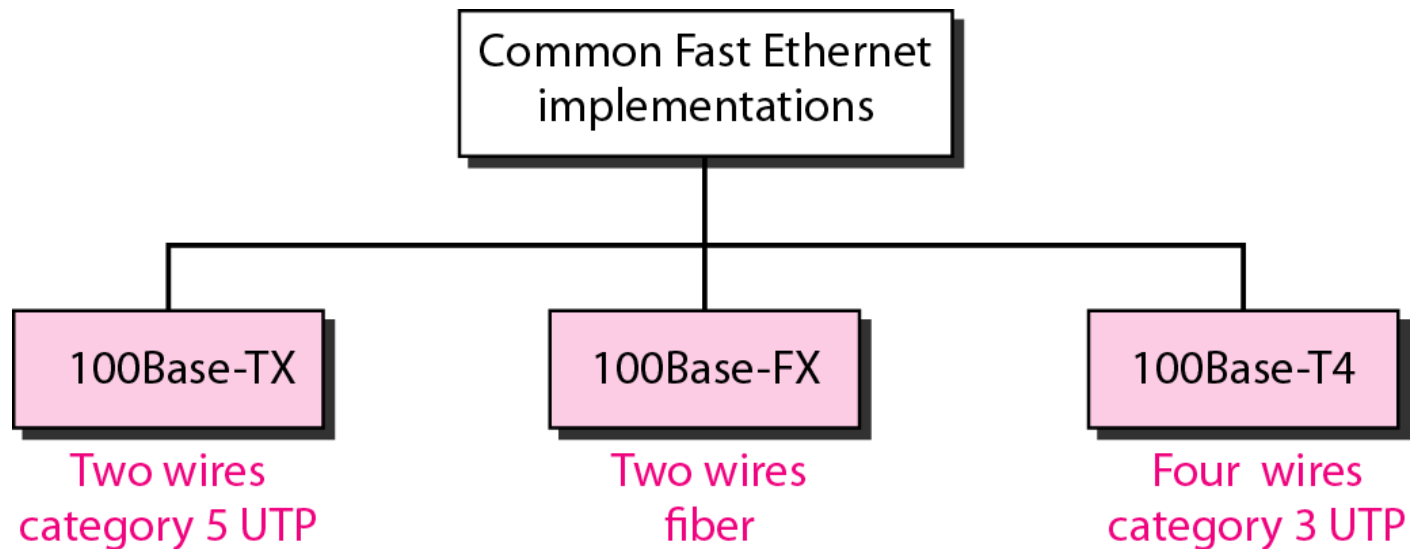 Common Fast Ethernet
implementations
100Base-TX
100Base-FX
100Base-T4
Two wires
category 5 UTP
Two wires
fiber
Four wires
category 3 UTP